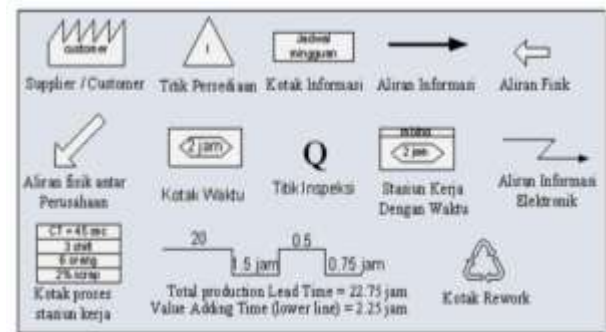 customer
I
Jadwal
mingguan
Supplier / Customer
Titik Persediaan
Kotak Informasi
Aliran Informasi
Aliran Fisik
2 jam
Q
2 jam
Aliran fisik antar
Perusahaan
Kotak Waktu
Titik Inspeksi
Stasiun Kerja
Dengan Waktu
Aliran Informasi
Elektronik
CT = 45 sec
3 shift
6 orang
2% scrap
Kotak proses
stasiun kerja
20
0.5
1.5 jam
0.75 jam
Total production Lead Time = 22.75 jam
Value Adding Time (lower line) = 2.25 jam
Kotak Rework